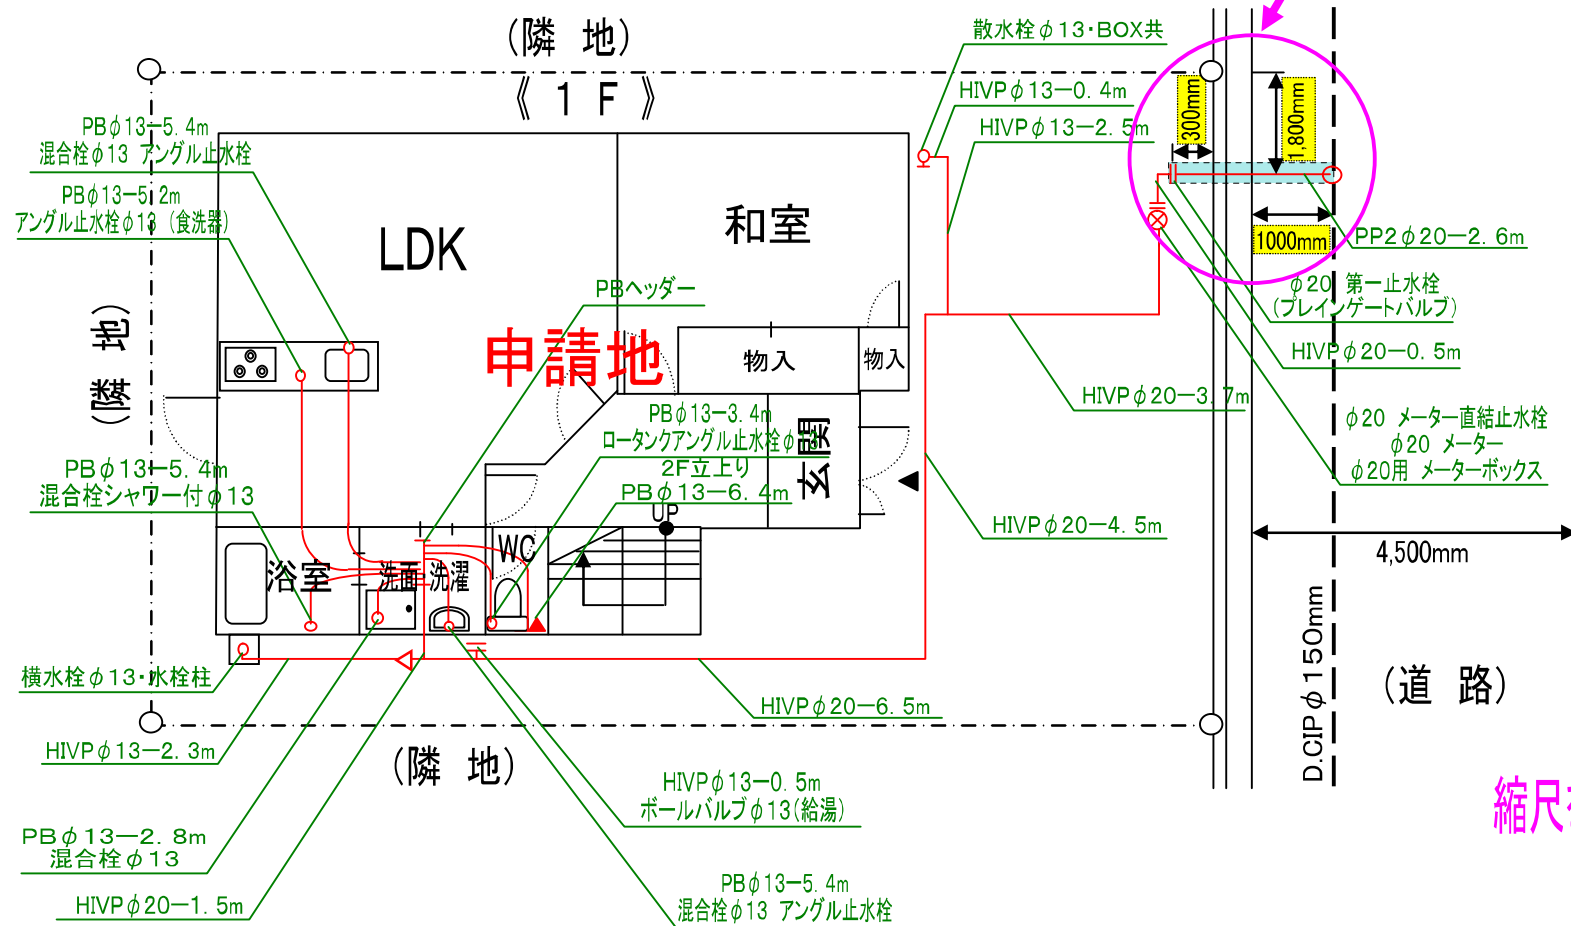 (隣 地)
《 1 F 》
散水栓φ13・BOX共
HIVPφ13-0.4m
HIVPφ13-2.5m
300mm
1,800mm
1000mm
PP2φ20-2.6m
φ20 第一止水栓
(プレインゲートバルブ)
HIVPφ20-0.5m
HIVPφ20-3.7m
φ20 メーター直結止水栓
φ20 メーター
φ20用 メーターボックス
HIVPφ20-4.5m
4,500mm
D.CIPφ150mm
(道 路)
PBφ13-5.4m
混合栓φ13 アングル止水栓
PBφ13-5.2m
アングル止水栓φ13 (食洗器)
LDK
和室
PBヘッダー
申請地
物入
物入
(隣 地)
PBφ13-3.4m
ロータンクアングル止水栓φ13
2F立上り
PBφ13-6.4m
玄関
UP
PBφ13-5.4m
混合栓シャワー付φ13
浴室
洗面
洗濯
WC
横水栓φ13・水栓柱
HIVPφ20-6.5m
HIVPφ13-2.3m
(隣 地)
HIVPφ13-0.5m
ボールバルブφ13(給湯)
PBφ13-2.8m
混合栓φ13
HIVPφ20-1.5m
PBφ13-5.4m
混合栓φ13 アングル止水栓
縮尺